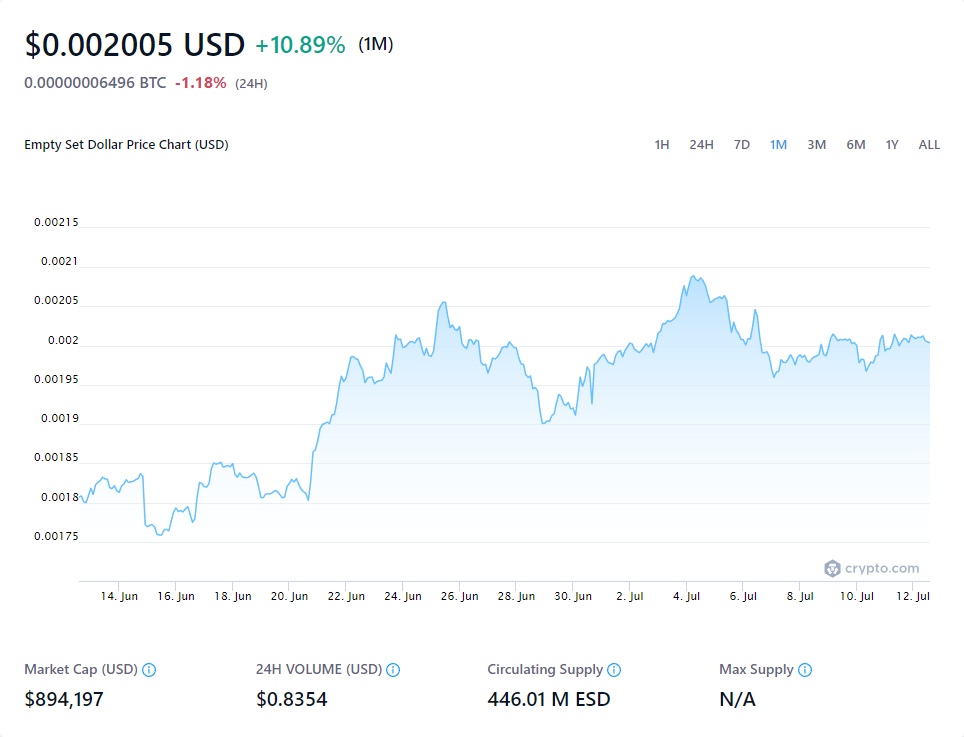 $0.002005 USD +10.89% (1M)
0.00000006496 BTC -1.18% (24H)
Empty Set Dollar Price Chart (USD) 1H 24H 7D 1M 3M 6M 1Y ALL
0.00215
0.0021
0.00205
0.002
0.00195
0.0019
0.00185
0.0018
0.00175
crypto.com
14. Jun 16. Jun 18. Jun 20. Jun 22. Jun 24. Jun 26. Jun 28. Jun 30. Jun 2. Jul 4. Jul 6. Jul 8. Jul 10. Jul 12. Jul
Market Cap (USD) 24H VOLUME (USD) Circulating Supply Max Supply
$894,197 $0.8354 446.01 M ESD N/A